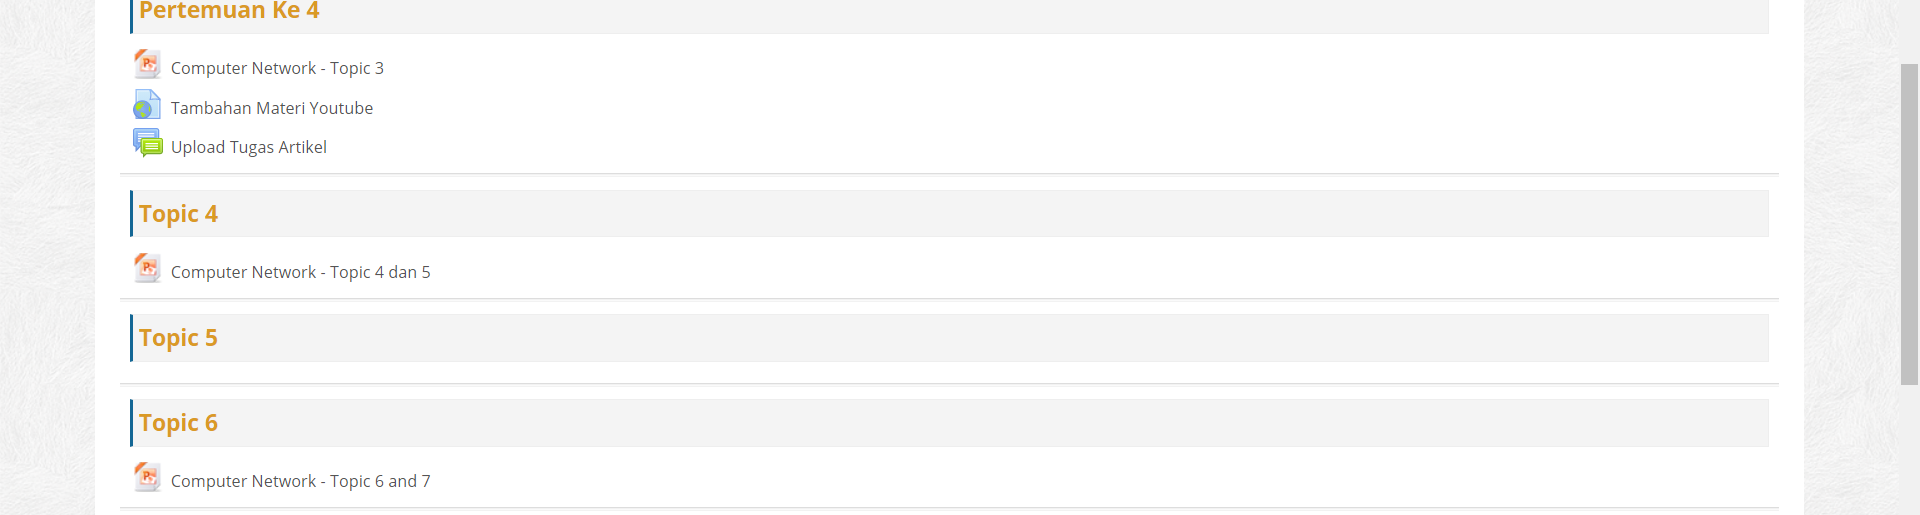 Pertemuan Ke 4
Computer Network - Topic 3
Tambahan Materi Youtube
Upload Tugas Artikel
Topic 4
Computer Network - Topic 4 dan 5
Topic 5
Topic 6
Computer Network - Topic 6 and 7